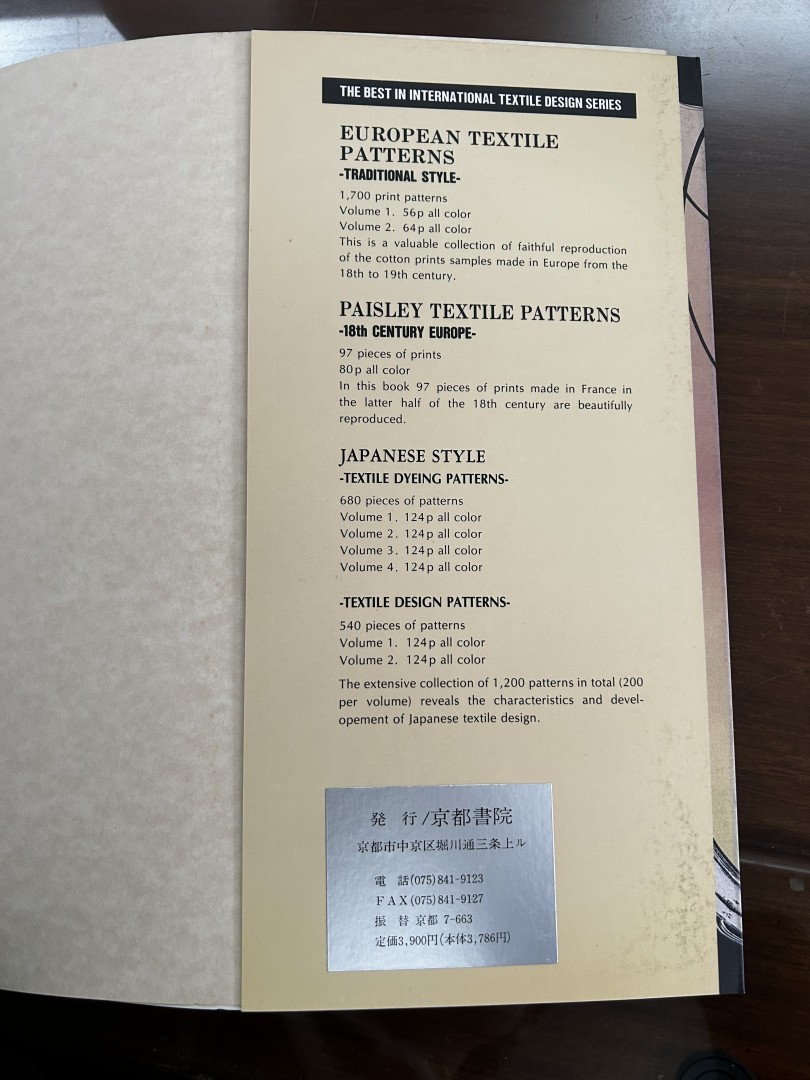 THE BEST IN INTERNATIONAL TEXTILE DESIGN SERIES
EUROPEAN TEXTILE
PATTERNS
-TRADITIONAL STYLE-
1,700 print patterns
Volume 1. 56p all color
Volume 2. 64p all color
This is a valuable collection of faithful reproduction
of the cotton prints samples made in Europe from the
18th to 19th century.
PAISLEY TEXTILE PATTERNS
-18th CENTURY EUROPE-
97 pieces of prints
80p all color
In this book 97 pieces of prints made in France in
the latter half of the 18th century are beautifully
reproduced.
JAPANESE STYLE
-TEXTILE DYEING PATTERNS-
680 pieces of patterns
Volume 1. 124p all color
Volume 2. 124p all color
Volume 3. 124p all color
Volume 4. 124p all color
-TEXTILE DESIGN PATTERNS-
540 pieces of patterns
Volume 1. 124p all color
Volume 2. 124p all color
The extensive collection of 1,200 patterns in total (200
per volume) reveals the characteristics and devel-
opement of Japanese textile design.
発 行/京都書院
京都市中京区堀川通三条上ル
電 話(075)841-9123
FAX(075)841-9127
振 替 京都 7-663
定価3,900円(本体3,786円)